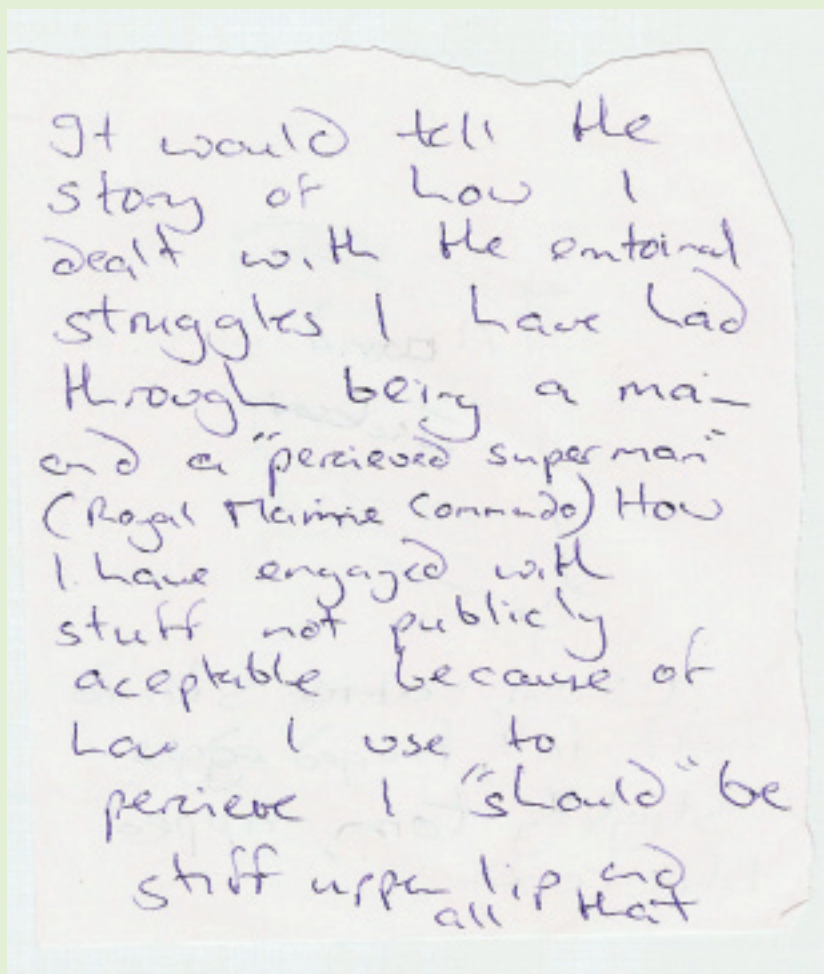 It would tell the
story of how I
dealt with the emtoinal
struggles I have had
through being a man
and a "percieved superman"
(Royal Marine Commando) How
I have engaged with
stuff not publicly
aceptable because of
how I use to
percieve I "should" be
stiff upper lip and
all that